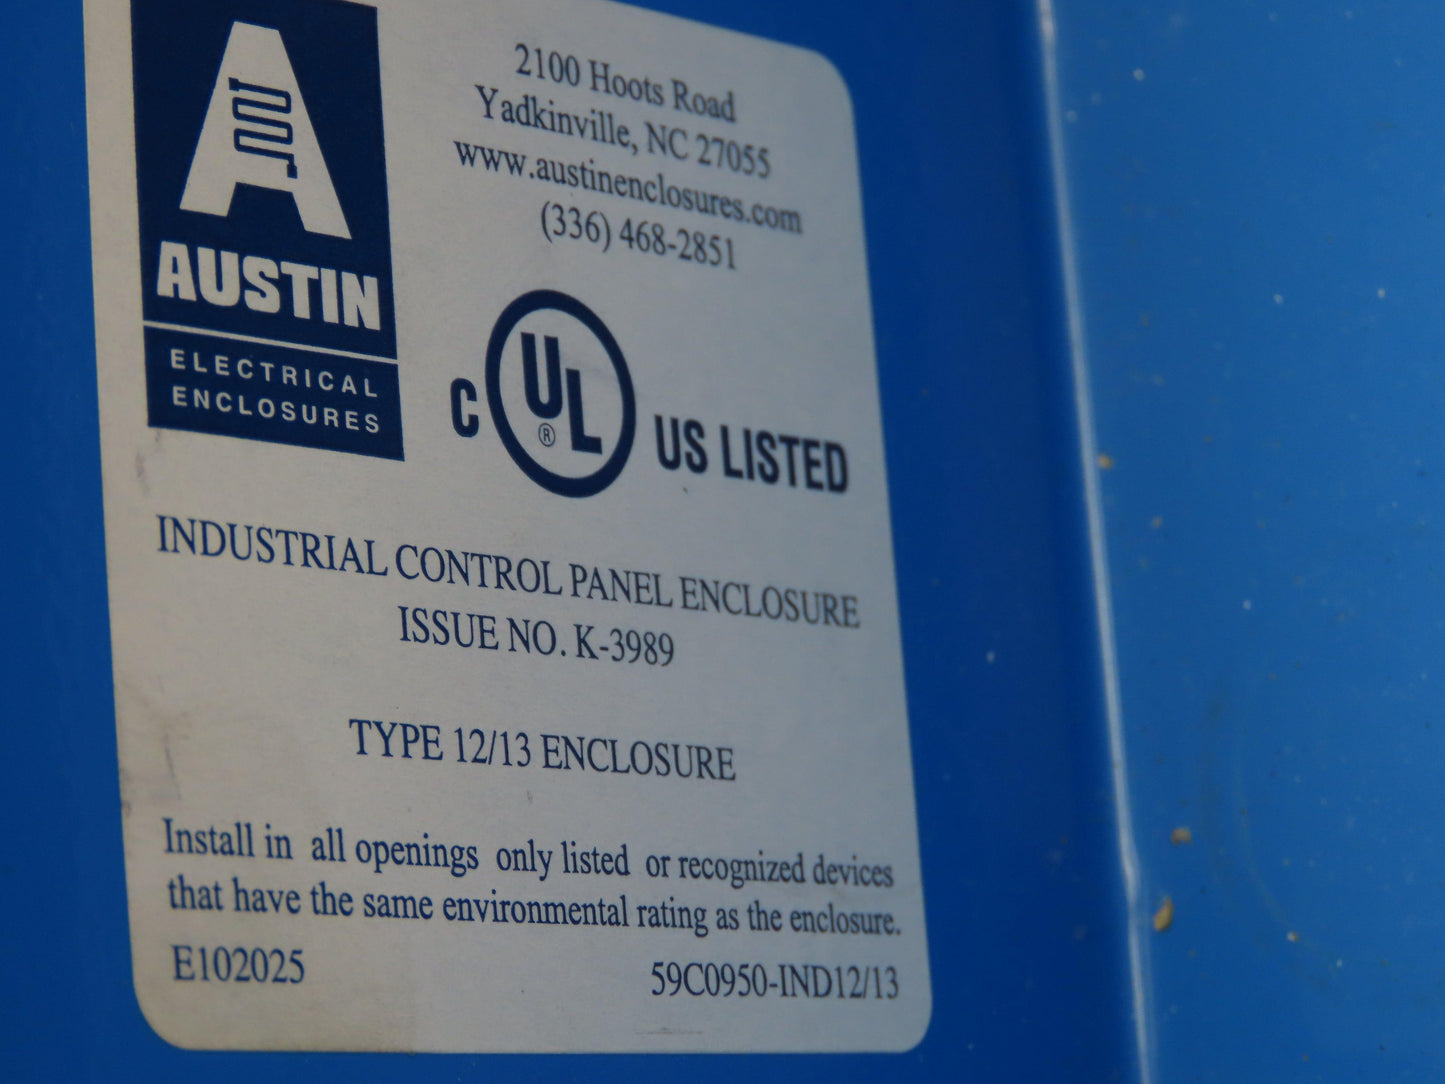 A
AUSTIN
ELECTRICAL
ENCLOSURES
2100 Hoots Road
Yadkinville, NC 27055
www.austinenclosures.com
(336) 468-2851
C UL® US LISTED
INDUSTRIAL CONTROL PANEL ENCLOSURE
ISSUE NO. K-3989
TYPE 12/13 ENCLOSURE
Install in all openings only listed or recognized devices
that have the same environmental rating as the enclosure.
E102025 59C0950-IND12/13